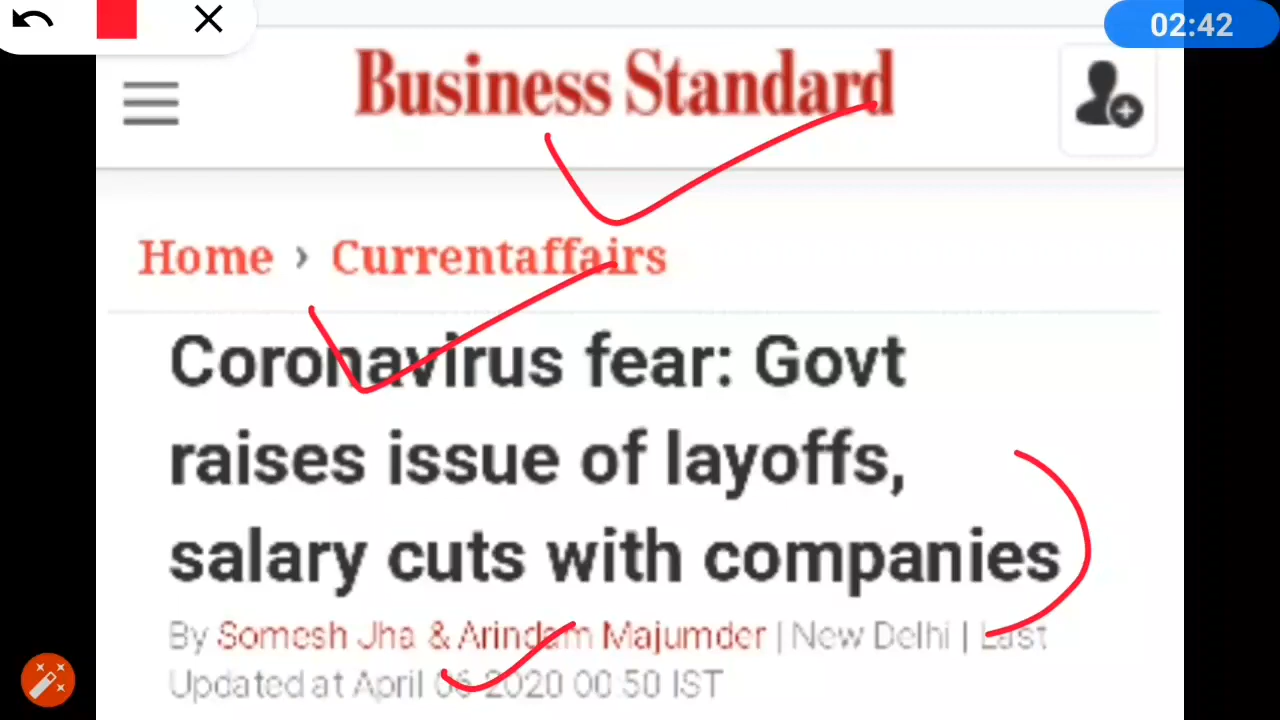 02:42
Business Standard
Home › Currentaffairs
Coronavirus fear: Govt
raises issue of layoffs,
salary cuts with companies
By Somesh Jha & Arindam Majumder | New Delhi | Last
Updated at April 06 2020 00:50 IST